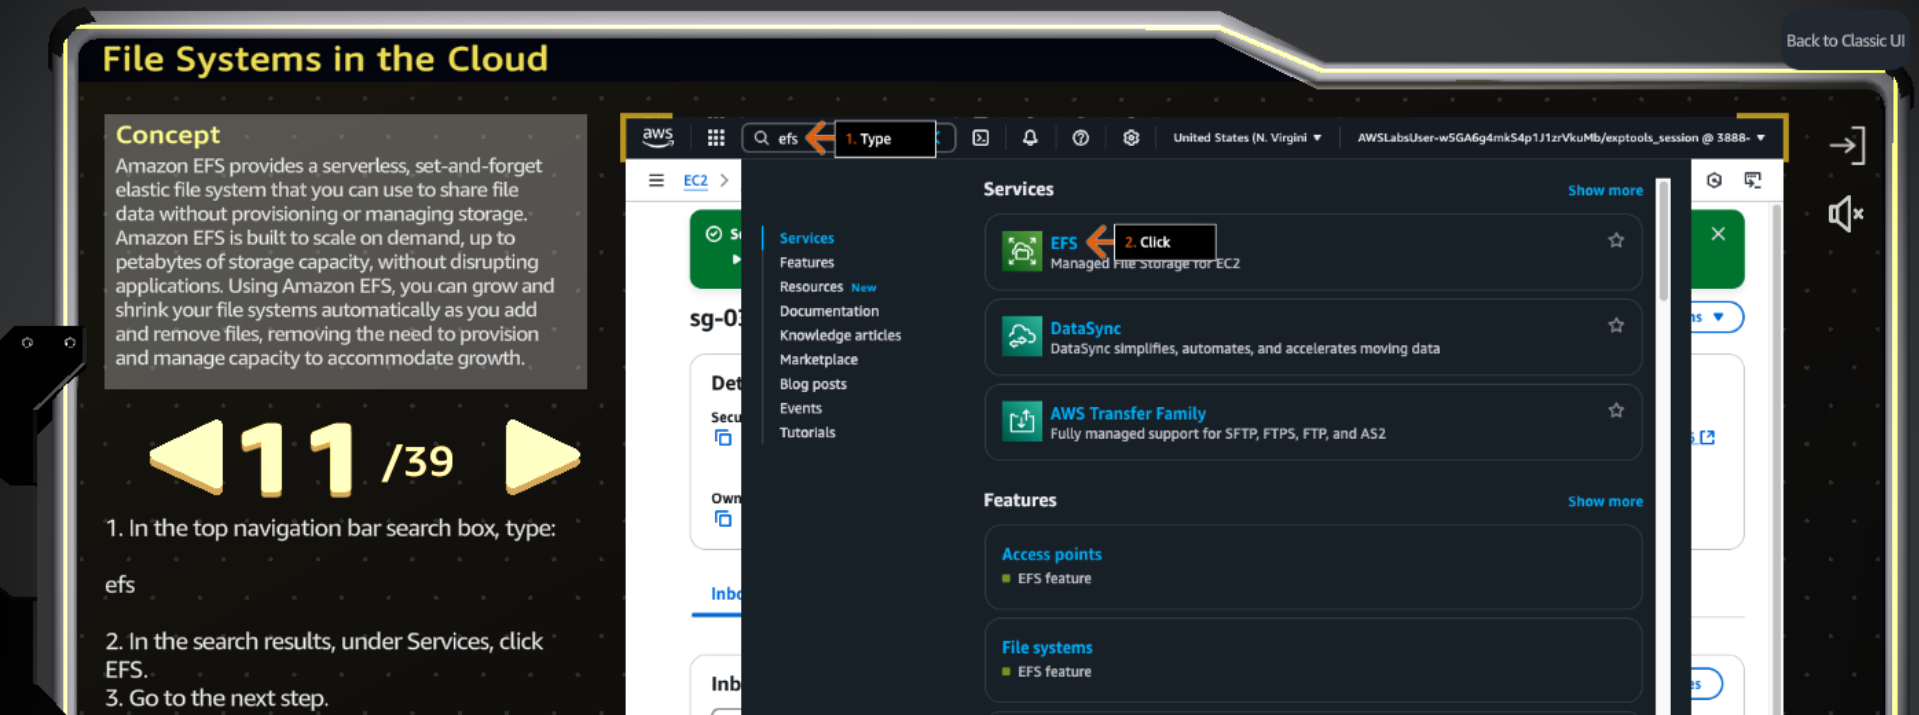 Back to Classic UI
File Systems in the Cloud
Concept
Amazon EFS provides a serverless, set-and-forget
elastic file system that you can use to share file
data without provisioning or managing storage.
Amazon EFS is built to scale on demand, up to
petabytes of storage capacity, without disrupting
applications. Using Amazon EFS, you can grow and
shrink your file systems automatically as you add
and remove files, removing the need to provision
and manage capacity to accommodate growth.
11 /39
1. In the top navigation bar search box, type:
efs
2. In the search results, under Services, click
EFS.
3. Go to the next step.
aws
efs
1. Type
United States (N. Virgini
AWSLabsUser-w5GA6g4mkS4p1J1zrVkuMb/exptools_session @ 3888-
EC2
sg-03
Det
Secu
Own
Inbo
Inb
Services
Features
Resources New
Documentation
Knowledge articles
Marketplace
Blog posts
Events
Tutorials
Services
Show more
EFS
2. Click
Managed File Storage for EC2
DataSync
DataSync simplifies, automates, and accelerates moving data
AWS Transfer Family
Fully managed support for SFTP, FTPS, FTP, and AS2
Features
Show more
Access points
EFS feature
File systems
EFS feature